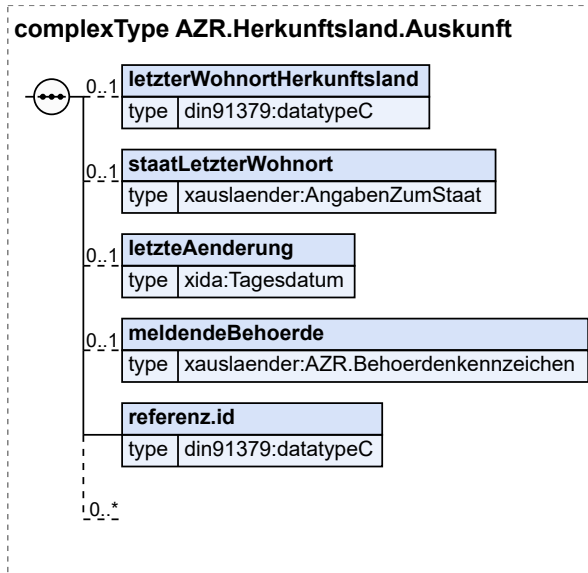 complexType AZR.Herkunftsland.Auskunft
0..1 letzterWohnortHerkunftsland
type din91379:datatypeC
0..1 staatLetzterWohnort
type xauslaender:AngabenZumStaat
0..1 letzteAenderung
type xida:Tagesdatum
0..1 meldendeBehoerde
type xauslaender:AZR.Behoerdenkennzeichen
referenz.id
type din91379:datatypeC
0..*